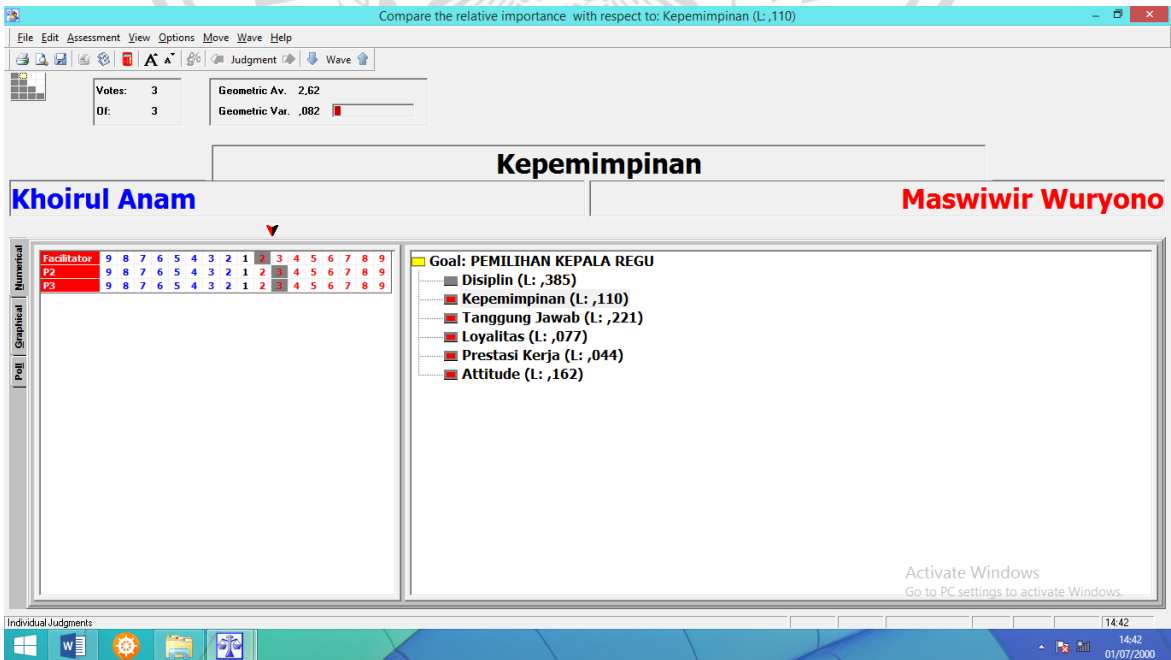 Compare the relative importance with respect to: Kepemimpinan (L: ,110)
File Edit Assessment View Options Move Wave Help
Judgment Wave
Votes: 3
Of: 3
Geometric Av. 2,62
Geometric Var. ,082
Kepemimpinan
Khoirul Anam
Maswiwir Wuryono
Numerical
Graphical
Poll
Facilitator 9 8 7 6 5 4 3 2 1 2 3 4 5 6 7 8 9
P2 9 8 7 6 5 4 3 2 1 2 3 4 5 6 7 8 9
P3 9 8 7 6 5 4 3 2 1 2 3 4 5 6 7 8 9
Goal: PEMILIHAN KEPALA REGU
Disiplin (L: ,385)
Kepemimpinan (L: ,110)
Tanggung Jawab (L: ,221)
Loyalitas (L: ,077)
Prestasi Kerja (L: ,044)
Attitude (L: ,162)
Activate Windows
Go to PC settings to activate Windows.
Individual Judgments
14:42
14:42
01/07/2000